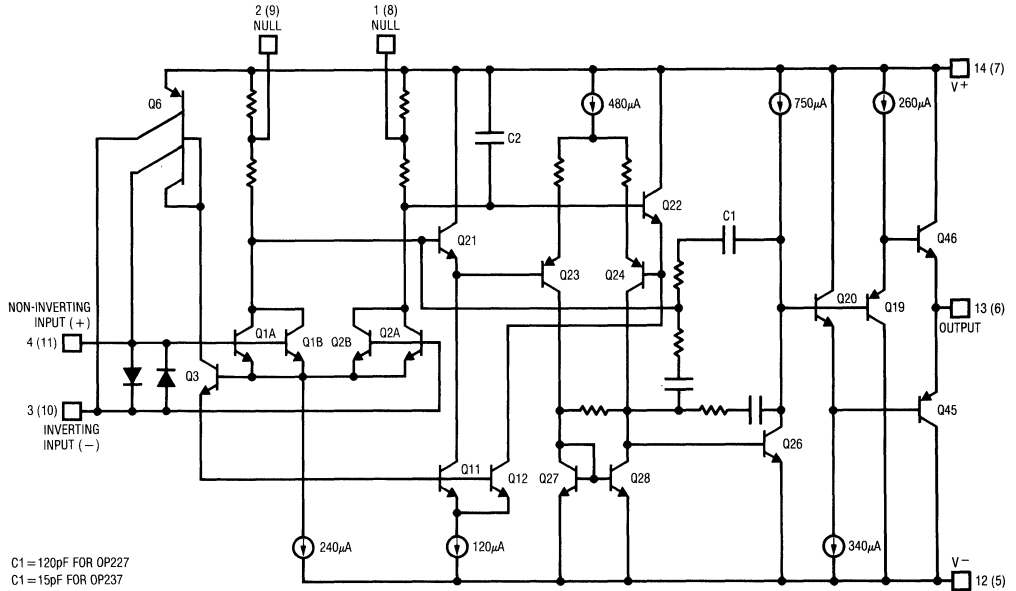 2 (9)
NULL
1 (8)
NULL
14 (7)
V+
Q6
480μA
750μA
260μA
C2
Q22
C1
Q21
Q46
Q23
Q24
Q20
Q19
13 (6)
OUTPUT
NON-INVERTING
INPUT (+)
4 (11)
Q1A
Q1B
Q2B
Q2A
Q3
3 (10)
INVERTING
INPUT (−)
Q45
Q26
Q11
Q12
Q27
Q28
240μA
120μA
340μA
V−
12 (5)
C1=120pF FOR OP227
C1=15pF FOR OP237